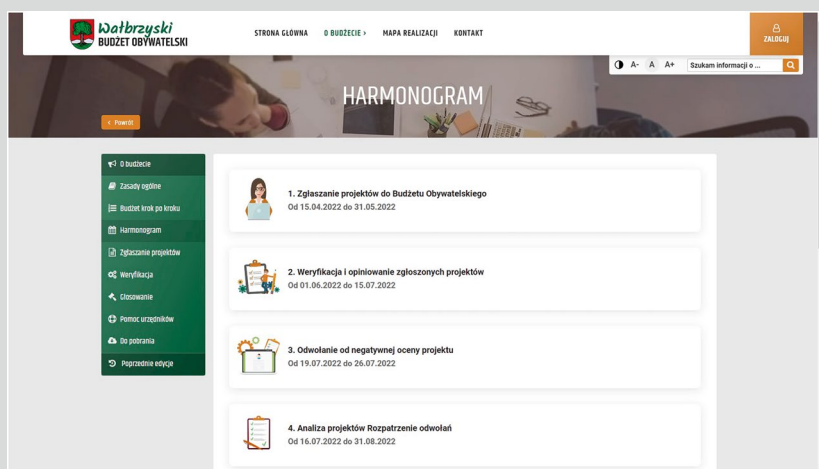 Wałbrzyski
BUDŻET OBYWATELSKI
STRONA GŁÓWNA
O BUDŻECIE ›
MAPA REALIZACJI
KONTAKT
ZALOGUJ
A- A A+
Szukam informacji o ...
HARMONOGRAM
‹ Powrót
O budżecie
Zasady ogólne
Budżet krok po kroku
Harmonogram
Zgłaszanie projektów
Weryfikacja
Głosowanie
Pomoc urzędników
Do pobrania
Poprzednie edycje
1. Zgłaszanie projektów do Budżetu Obywatelskiego
Od 15.04.2022 do 31.05.2022
2. Weryfikacja i opiniowanie zgłoszonych projektów
Od 01.06.2022 do 15.07.2022
3. Odwołanie od negatywnej oceny projektu
Od 19.07.2022 do 26.07.2022
4. Analiza projektów Rozpatrzenie odwołań
Od 16.07.2022 do 31.08.2022